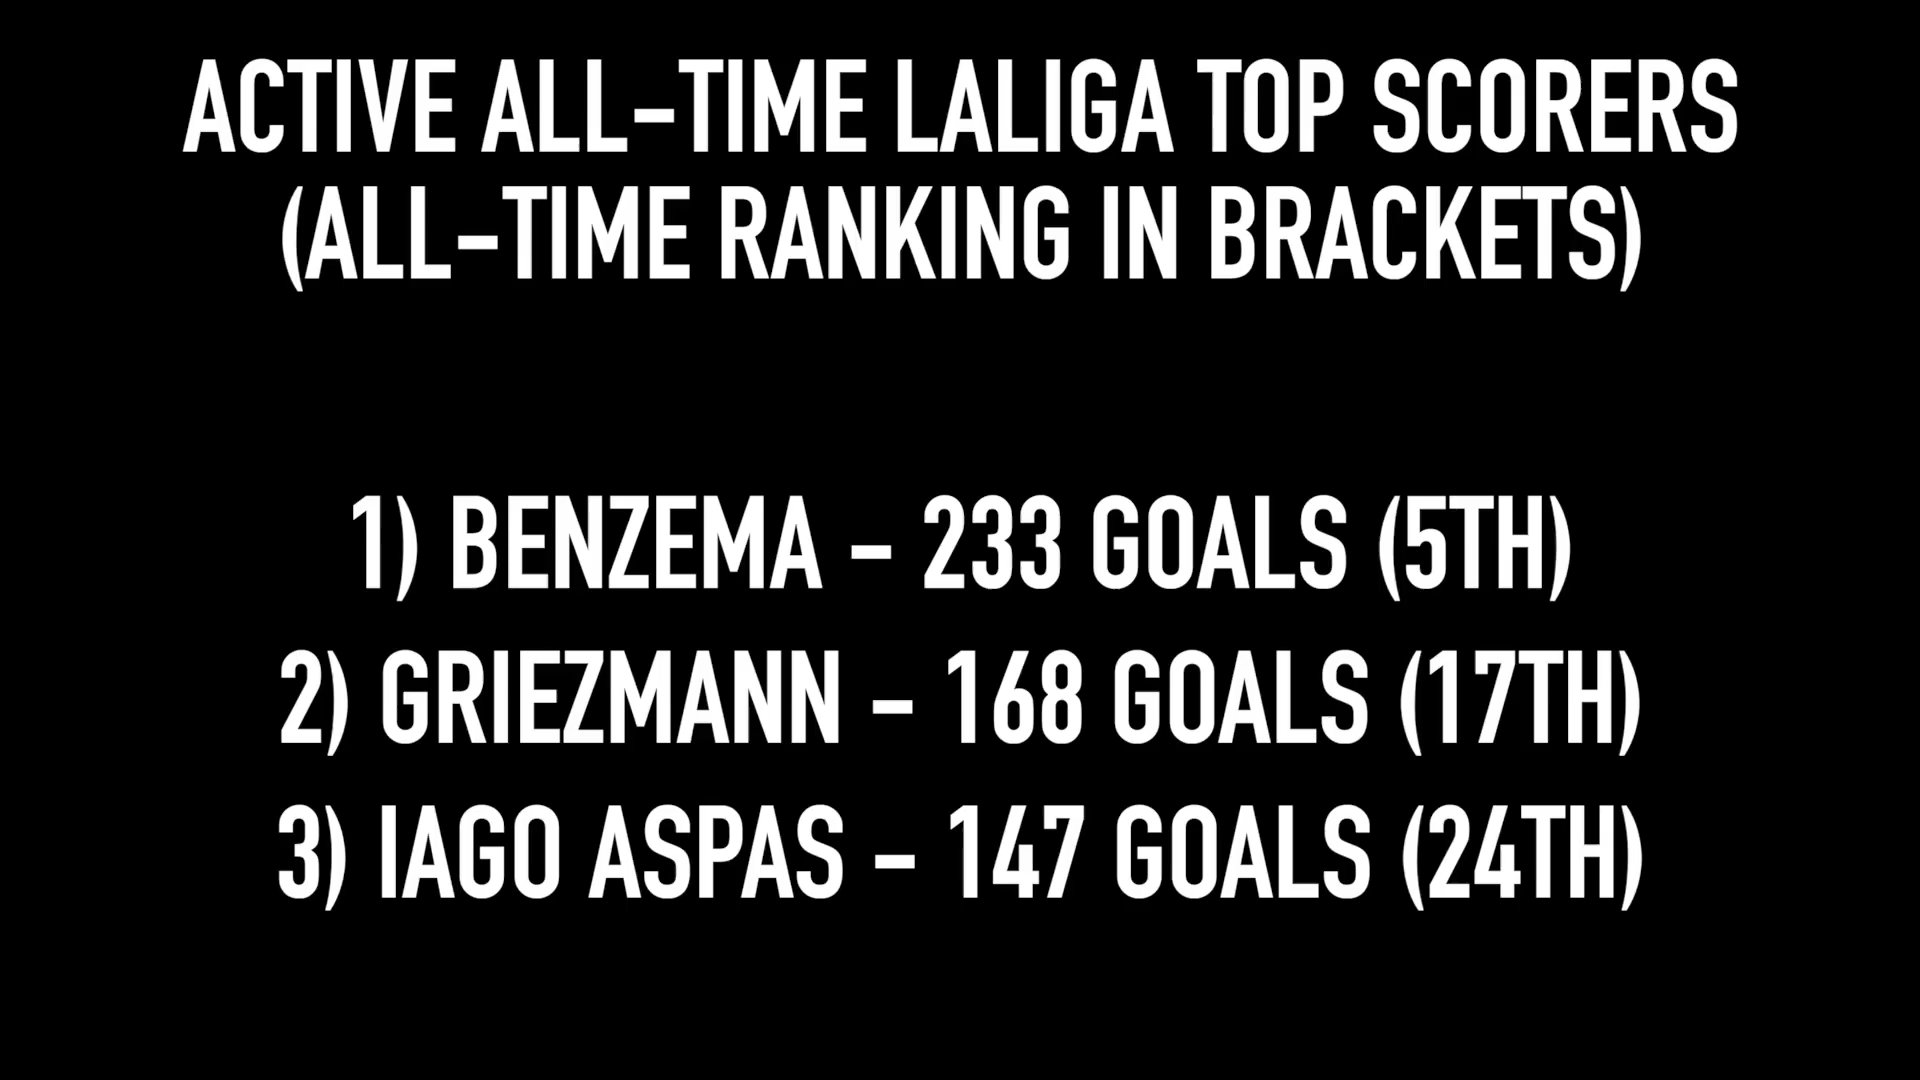 ACTIVE ALL-TIME LALIGA TOP SCORERS
(ALL-TIME RANKING IN BRACKETS)
1) BENZEMA - 233 GOALS (5TH)
2) GRIEZMANN - 168 GOALS (17TH)
3) IAGO ASPAS - 147 GOALS (24TH)